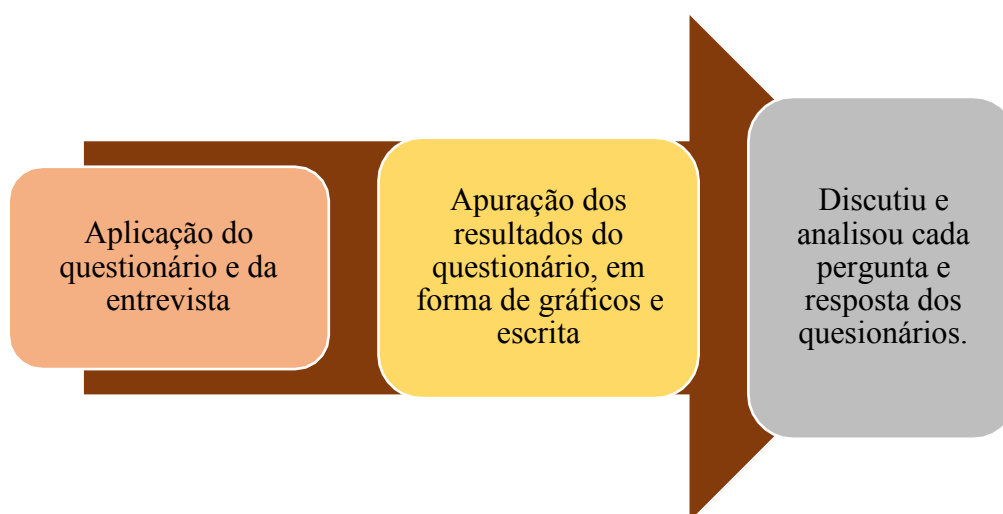 Aplicação do
questionário e da
entrevista
Apuração dos
resultados do
questionário, em
forma de gráficos e
escrita
Discutiu e
analisou cada
pergunta e
resposta dos
quesionários.